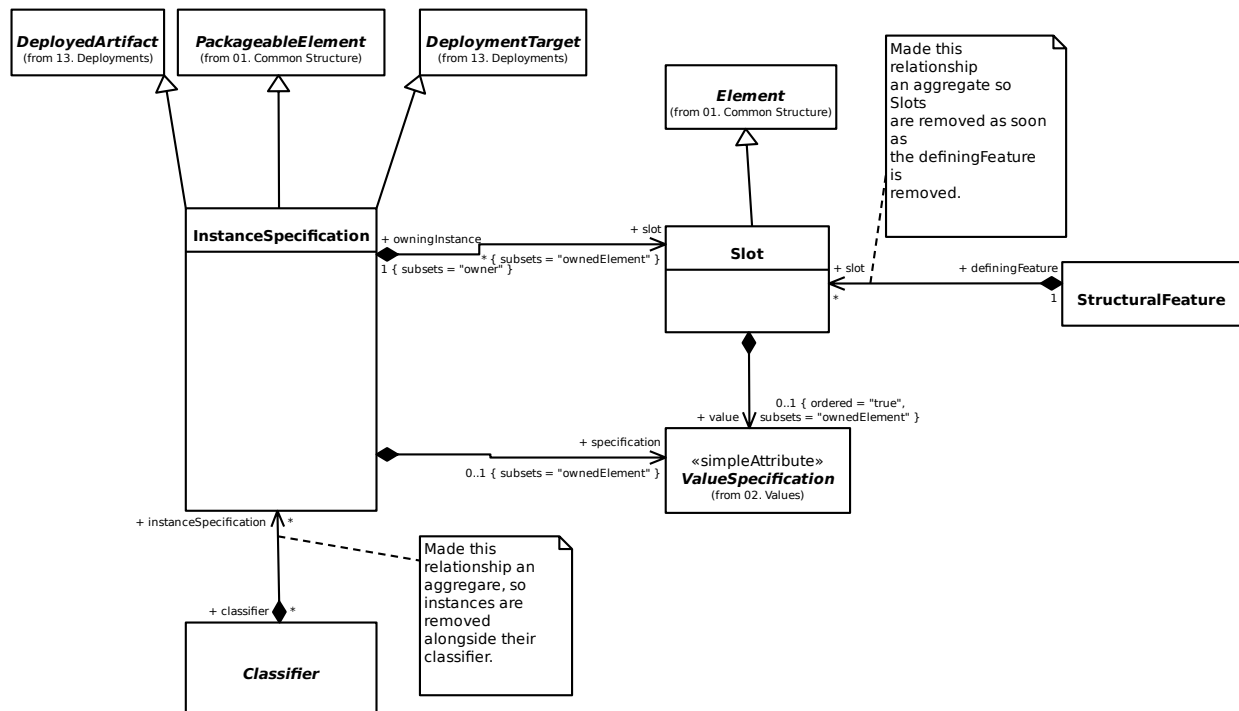 DeployedArtifact
(from 13. Deployments)
PackageableElement
(from 01. Common Structure)
DeploymentTarget
(from 13. Deployments)
Element
(from 01. Common Structure)
Made this
relationship
an aggregate so
Slots
are removed as soon
as
the definingFeature
is
removed.
InstanceSpecification
+ owningInstance
1 { subsets = "owner" }
+ slot
* { subsets = "ownedElement" }
Slot
+ slot
*
+ definingFeature
1
StructuralFeature
0..1 { ordered = "true",
+ value
subsets = "ownedElement" }
+ specification
0..1 { subsets = "ownedElement" }
«simpleAttribute»
ValueSpecification
(from 02. Values)
+ instanceSpecification
*
Made this
relationship an
aggregare, so
instances are
removed
alongside their
classifier.
+ classifier
*
Classifier